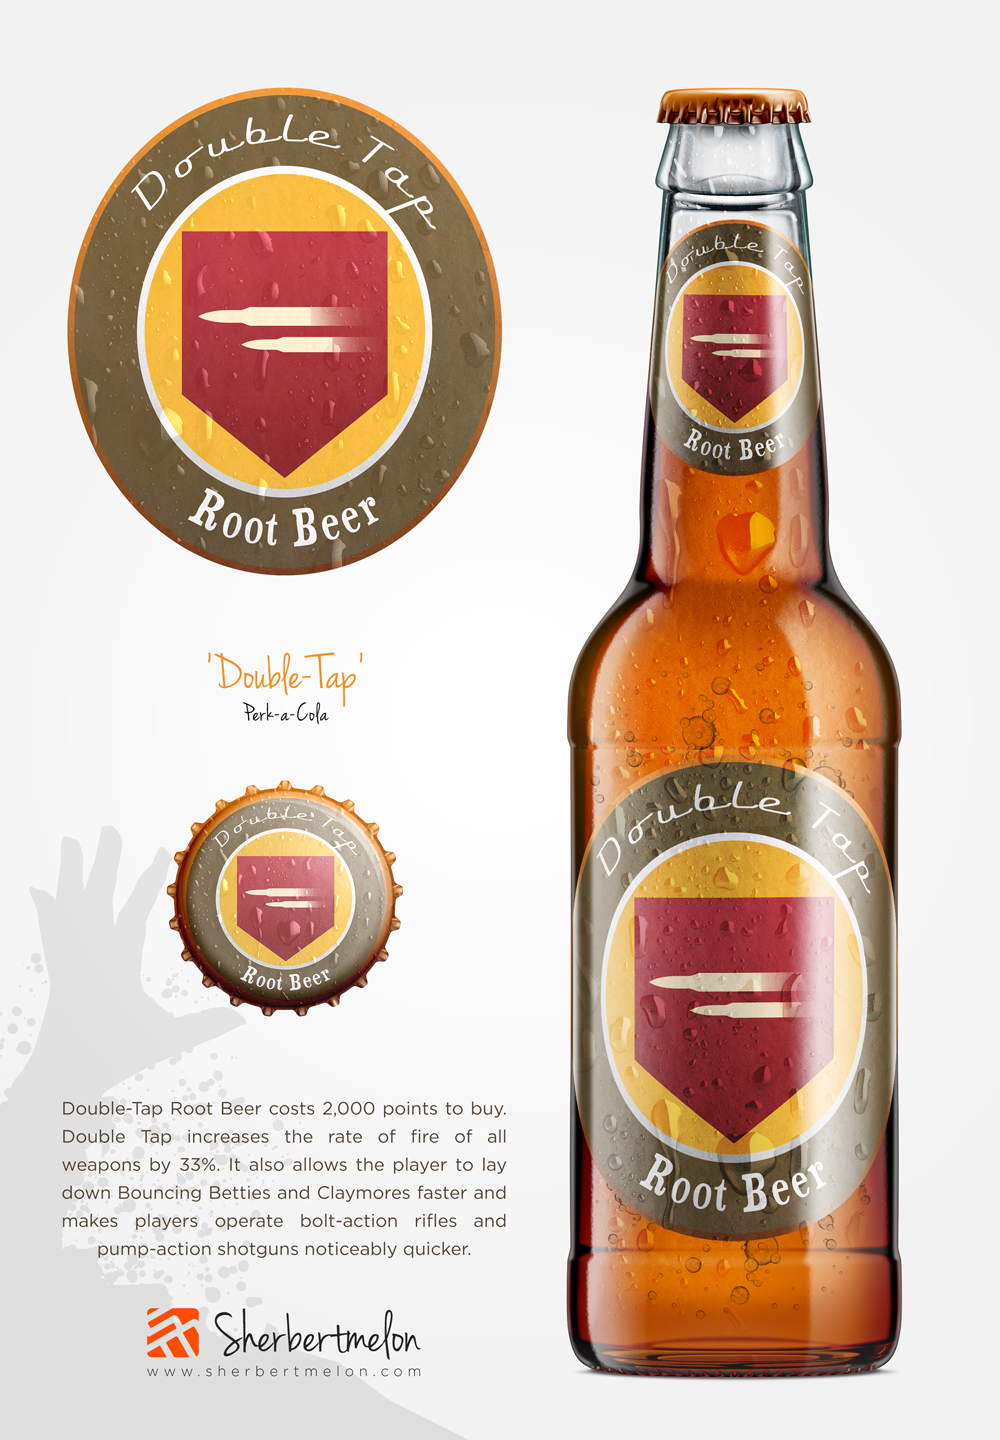 Double Tap
Root Beer
Double Tap
Root Beer
'Double-Tap'
Perk-a-Cola
Double Tap
Root Beer
Double Tap
Root Beer
Double-Tap Root Beer costs 2,000 points to buy.
Double Tap increases the rate of fire of all
weapons by 33%. It also allows the player to lay
down Bouncing Betties and Claymores faster and
makes players operate bolt-action rifles and
pump-action shotguns noticeably quicker.
Sherbertmelon
www.sherbertmelon.com